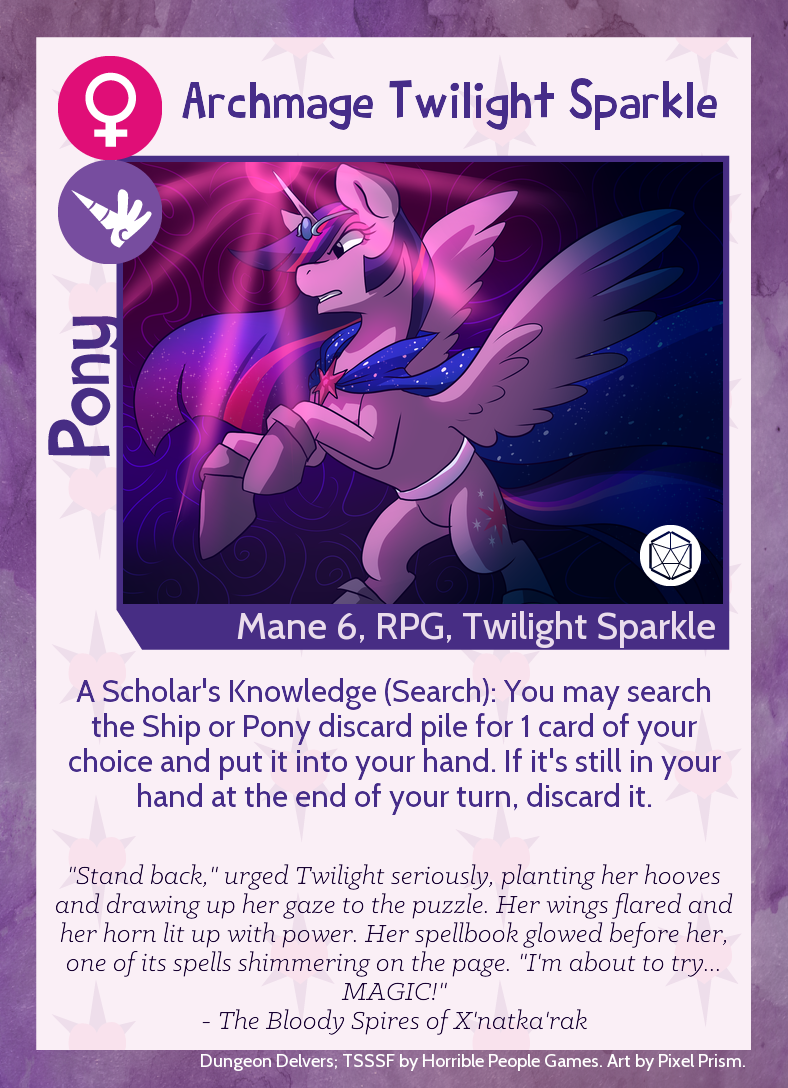 Archmage Twilight Sparkle
Pony
Mane 6, RPG, Twilight Sparkle
A Scholar's Knowledge (Search): You may search
the Ship or Pony discard pile for 1 card of your
choice and put it into your hand. If it's still in your
hand at the end of your turn, discard it.
"Stand back," urged Twilight seriously, planting her hooves
and drawing up her gaze to the puzzle. Her wings flared and
her horn lit up with power. Her spellbook glowed before her,
one of its spells shimmering on the page. "I'm about to try...
MAGIC!"
- The Bloody Spires of X'natka'rak
Dungeon Delvers; TSSSF by Horrible People Games. Art by Pixel Prism.